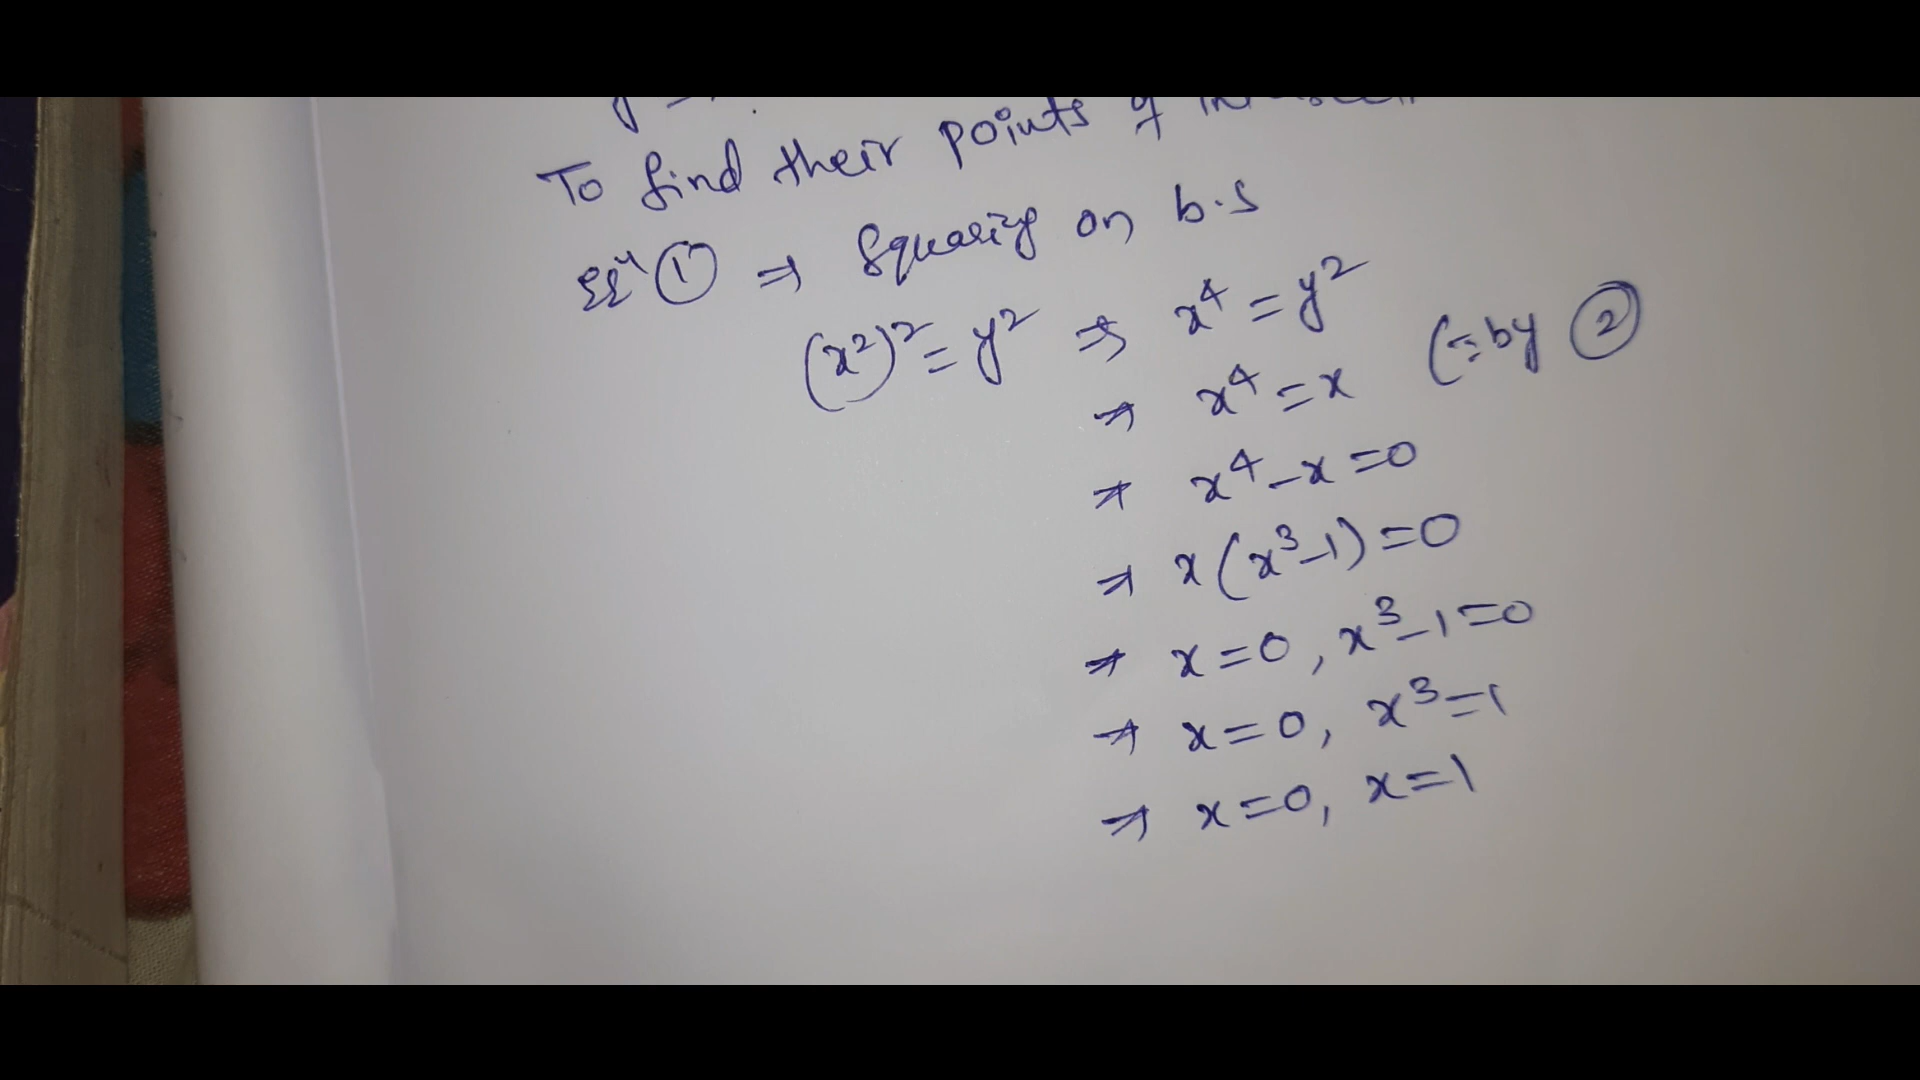 To find their points of
Eqn ① ⇒ Squaring on b.s
(x²)² = y² ⇒ x⁴ = y²
⇒ x⁴ = x (∵ by ②
⇒ x⁴ - x = 0
⇒ x(x³-1) = 0
⇒ x=0, x³-1=0
⇒ x=0, x³=1
⇒ x=0, x=1